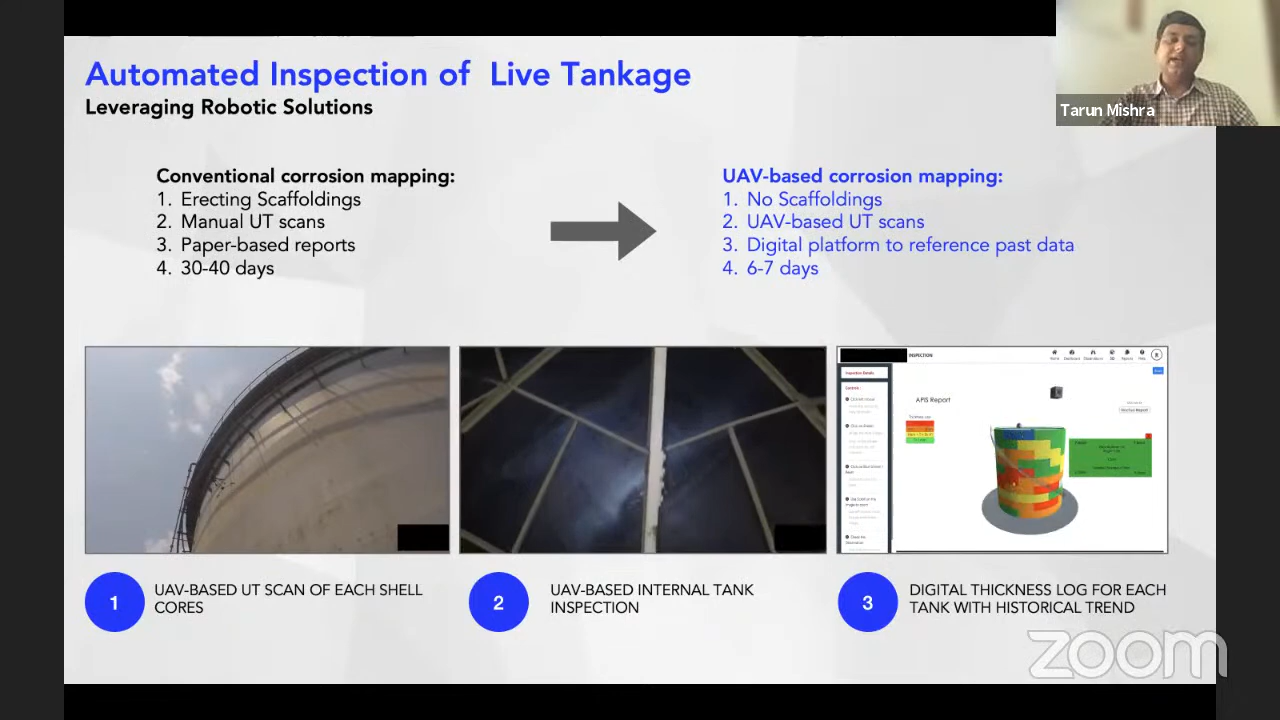 Automated Inspection of Live Tankage
Leveraging Robotic Solutions
Tarun Mishra
Conventional corrosion mapping:
1. Erecting Scaffoldings
2. Manual UT scans
3. Paper-based reports
4. 30-40 days
UAV-based corrosion mapping:
1. No Scaffoldings
2. UAV-based UT scans
3. Digital platform to reference past data
4. 6-7 days
INSPECTION
Inspection Details
Controls
APIS Report
1
UAV-BASED UT SCAN OF EACH SHELL
CORES
2
UAV-BASED INTERNAL TANK
INSPECTION
3
DIGITAL THICKNESS LOG FOR EACH
TANK WITH HISTORICAL TREND
zoom